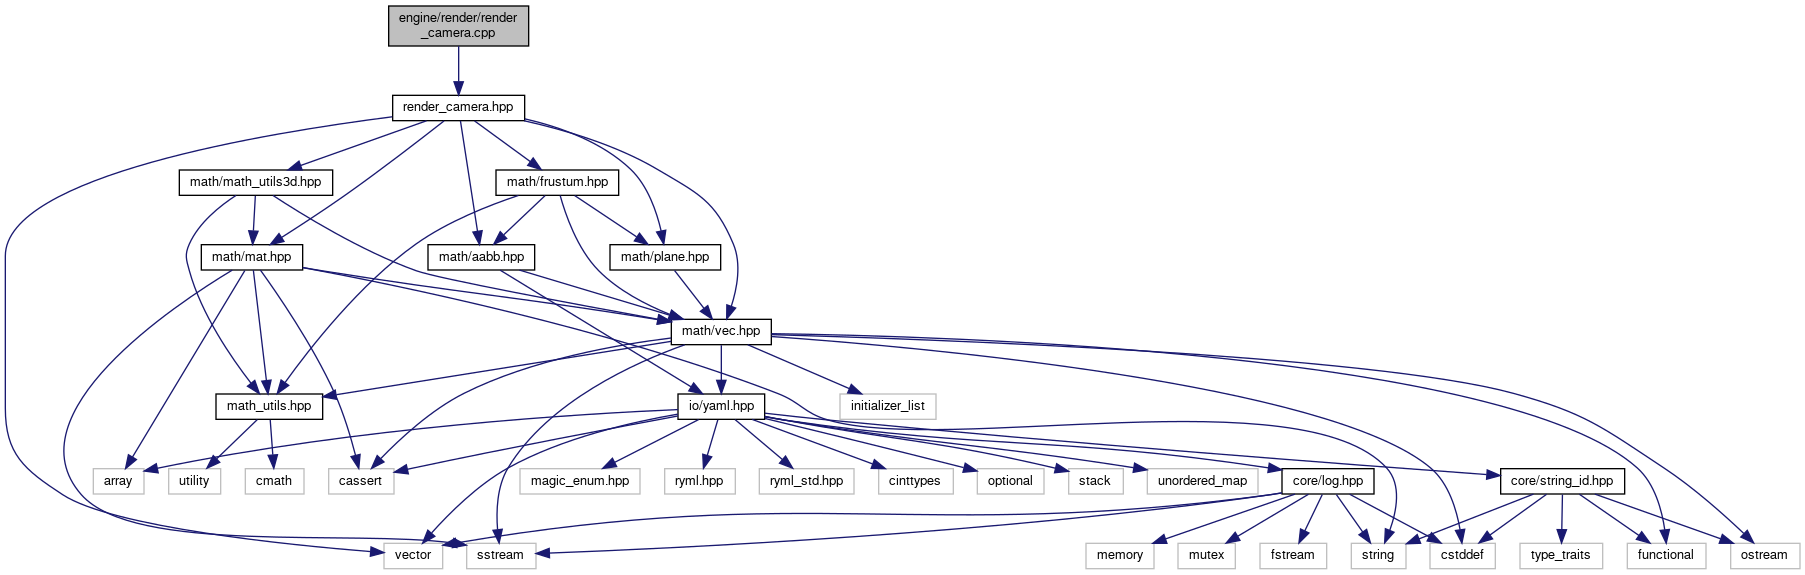 engine/render/render
_camera.cpp
render_camera.hpp
math/math_utils3d.hpp
math/frustum.hpp
math/mat.hpp
math/aabb.hpp
math/plane.hpp
math/vec.hpp
math_utils.hpp
io/yaml.hpp
initializer_list
array
utility
cmath
cassert
magic_enum.hpp
ryml.hpp
ryml_std.hpp
cinttypes
optional
stack
unordered_map
core/log.hpp
core/string_id.hpp
vector
sstream
memory
mutex
fstream
string
cstddef
type_traits
functional
ostream